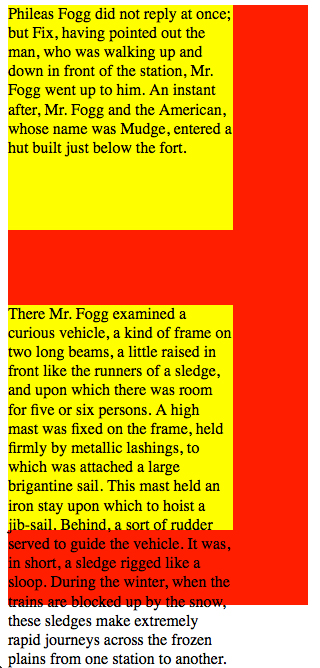 Phileas Fogg did not reply at once;
but Fix, having pointed out the
man, who was walking up and
down in front of the station, Mr.
Fogg went up to him. An instant
after, Mr. Fogg and the American,
whose name was Mudge, entered a
hut built just below the fort.
There Mr. Fogg examined a
curious vehicle, a kind of frame on
two long beams, a little raised in
front like the runners of a sledge,
and upon which there was room
for five or six persons. A high
mast was fixed on the frame, held
firmly by metallic lashings, to
which was attached a large
brigantine sail. This mast held an
iron stay upon which to hoist a
jib-sail. Behind, a sort of rudder
served to guide the vehicle. It was,
in short, a sledge rigged like a
sloop. During the winter, when the
trains are blocked up by the snow,
these sledges make extremely
rapid journeys across the frozen
plains from one station to another.